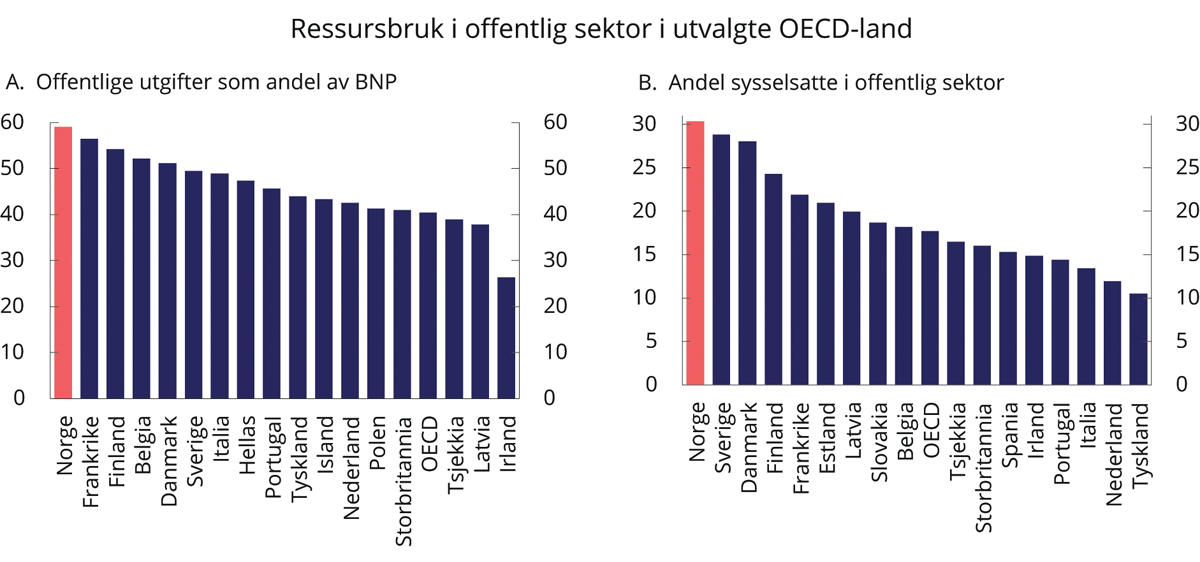 Ressursbruk i offentlig sektor i utvalgte OECD-land
A. Offentlige utgifter som andel av BNP
60
50
40
30
20
10
0
60
50
40
30
20
10
0
Norge
Frankrike
Finland
Belgia
Danmark
Sverige
Italia
Hellas
Portugal
Tyskland
Island
Nederland
Polen
Storbritannia
OECD
Tsjekkia
Latvia
Irland
B. Andel sysselsatte i offentlig sektor
30
25
20
15
10
5
0
30
25
20
15
10
5
0
Norge
Sverige
Danmark
Finland
Frankrike
Estland
Latvia
Slovakia
Belgia
OECD
Tsjekkia
Storbritannia
Spania
Irland
Portugal
Italia
Nederland
Tyskland